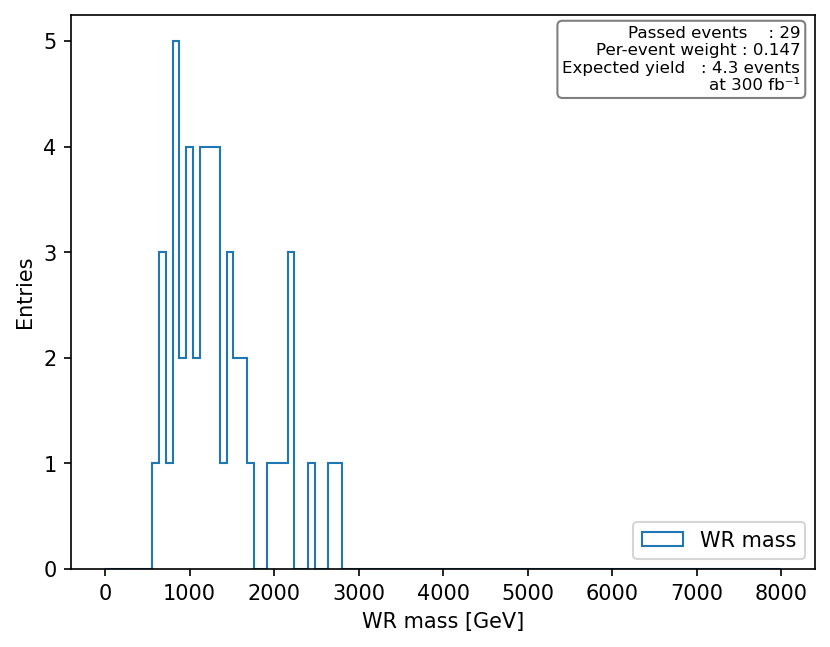 Passed events : 29
Per-event weight : 0.147
Expected yield : 4.3 events
at 300 fb⁻¹
5
4
3
2
1
0
Entries
WR mass
0 1000 2000 3000 4000 5000 6000 7000 8000
WR mass [GeV]